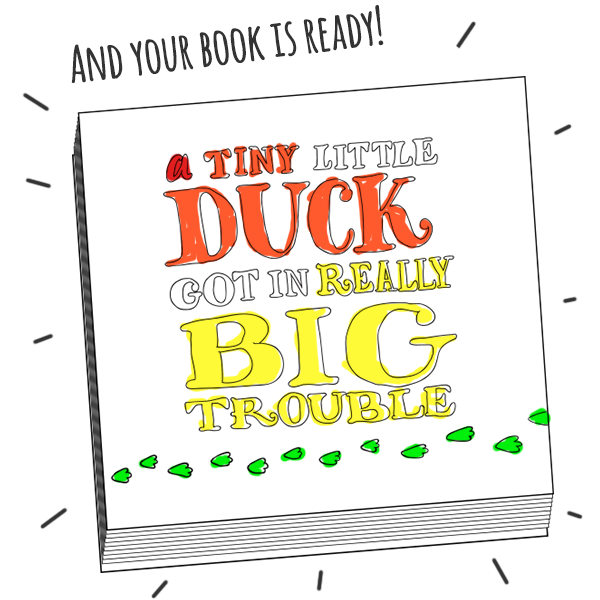 AND YOUR BOOK IS READY!
a TINY LITTLE
DUCK
GOT IN REALLY
BIG
TROUBLE